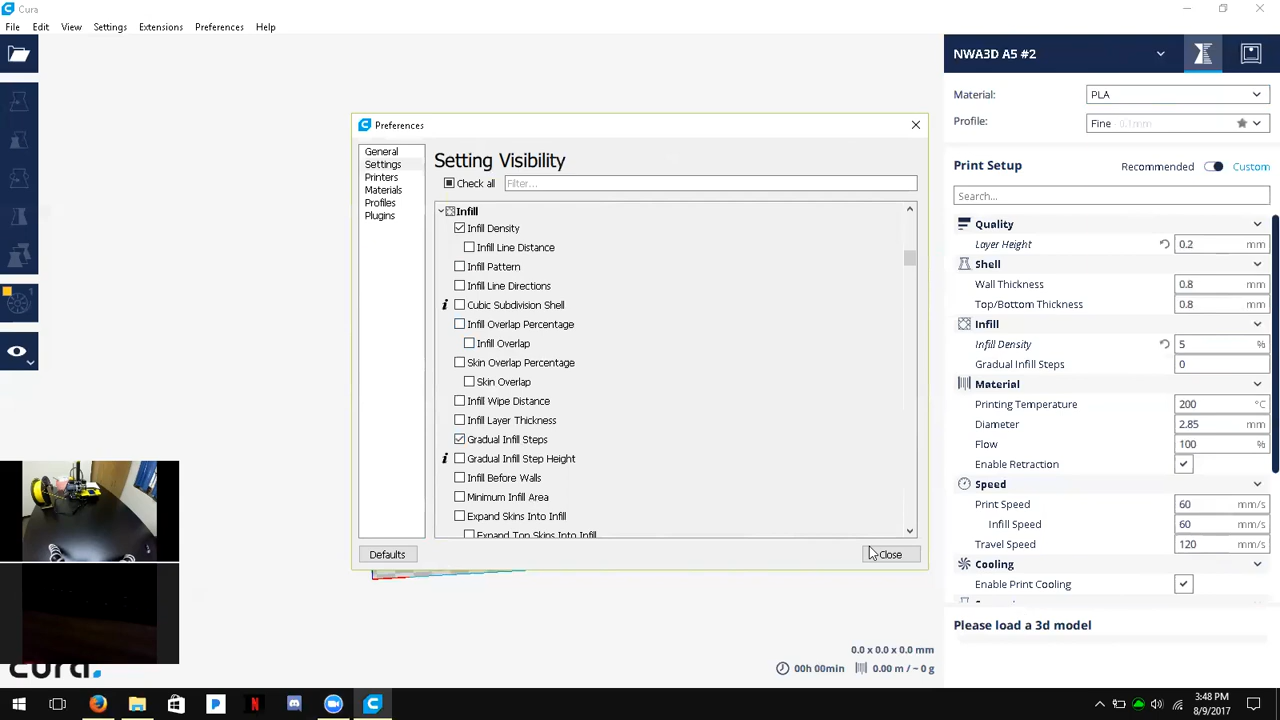 Cura
File Edit View Settings Extensions Preferences Help
NWA3D A5 #2
Material: PLA
Profile: Fine - 0.1mm
Print Setup Recommended Custom
Search...
Quality
Layer Height 0.2 mm
Shell
Wall Thickness 0.8 mm
Top/Bottom Thickness 0.8 mm
Infill
Infill Density 5 %
Gradual Infill Steps 0
Material
Printing Temperature 200 °C
Diameter 2.85 mm
Flow 100 %
Enable Retraction
Speed
Print Speed 60 mm/s
Infill Speed 60 mm/s
Travel Speed 120 mm/s
Cooling
Enable Print Cooling
Please load a 3d model
Preferences
General
Settings
Printers
Materials
Profiles
Plugins
Setting Visibility
Check all Filter...
Infill
Infill Density
Infill Line Distance
Infill Pattern
Infill Line Directions
Cubic Subdivision Shell
Infill Overlap Percentage
Infill Overlap
Skin Overlap Percentage
Skin Overlap
Infill Wipe Distance
Infill Layer Thickness
Gradual Infill Steps
Gradual Infill Step Height
Infill Before Walls
Minimum Infill Area
Expand Skins Into Infill
Expand Top Skins Into Infill
Defaults Close
0.0 x 0.0 x 0.0 mm
00h 00min 0.00 m / ~ 0 g
cura.
3:48 PM
8/9/2017